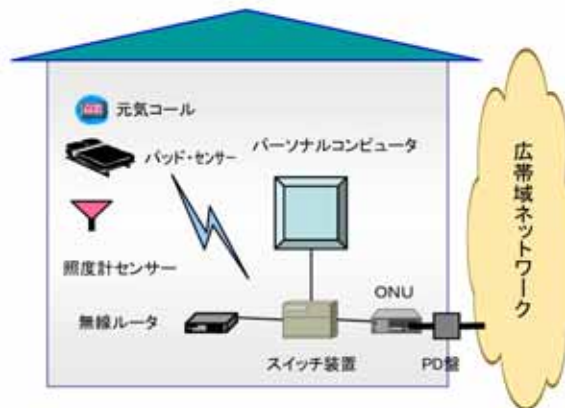 元気コール
パッド・センサー
パーソナルコンピュータ
照度計センサー
無線ルータ
スイッチ装置
ONU
PD盤
広帯域ネットワーク